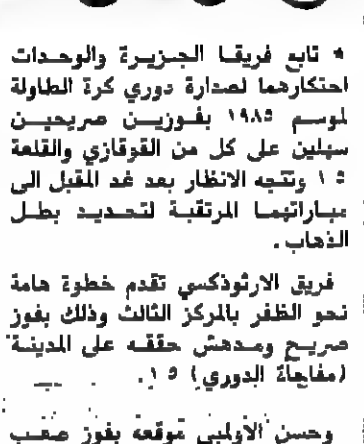 * تابع فريقا الجزيرة والوحدات
احتكارهما لصدارة دوري كرة الطاولة
لموسم ١٩٨٥ بفوزين صريحين
سهلين على كل من القوقازي والقلعة
٥ ١ وتتجه الانظار بعد غد المقبل الى
مباراتهما المرتقبة لتحديد بطل
الذهاب.
فريق الارثوذكسي تقدم خطوة هامة
نحو الظفر بالمركز الثالث وذلك بفوز
صريح ومدهش حققه على المدينة
(مفاجأة الدوري) ٥ ١.
وحسن الاولمبي موقعه بفوز صعب